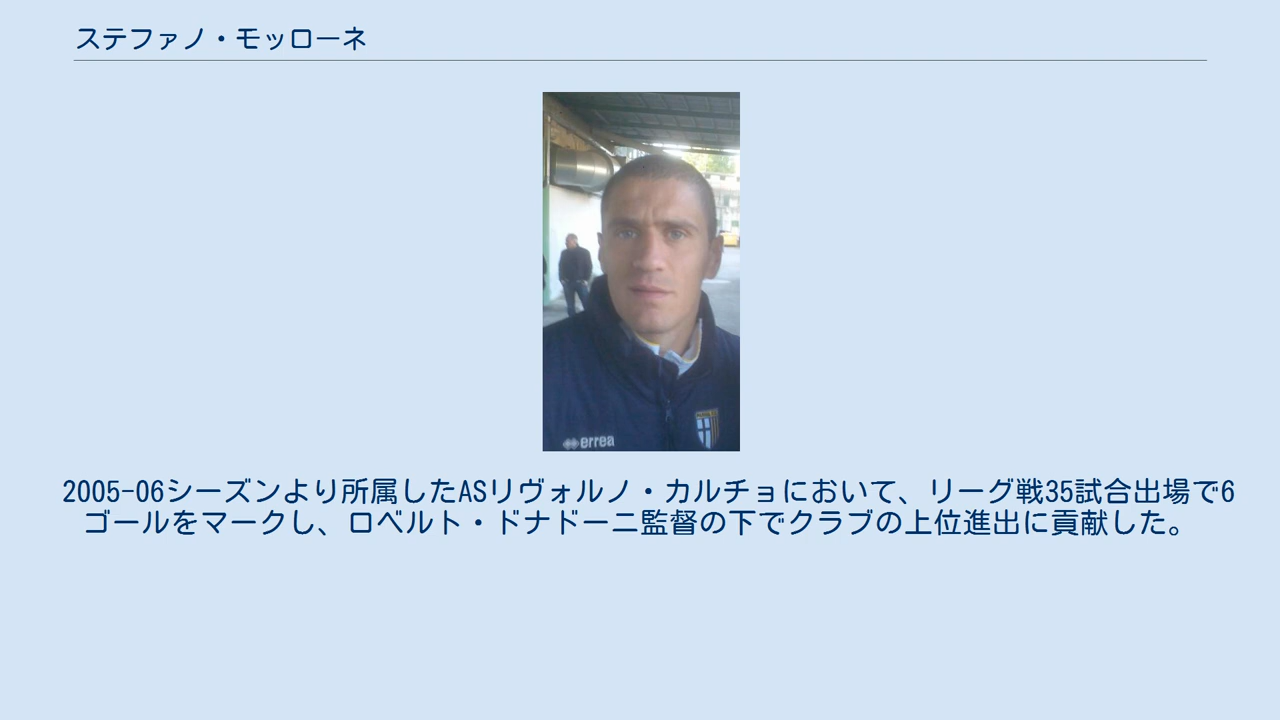 ステファノ・モッローネ
errea
2005-06シーズンより所属したASリヴォルノ・カルチョにおいて、リーグ戦35試合出場で6
ゴールをマークし、ロベルト・ドナドーニ監督の下でクラブの上位進出に貢献した。